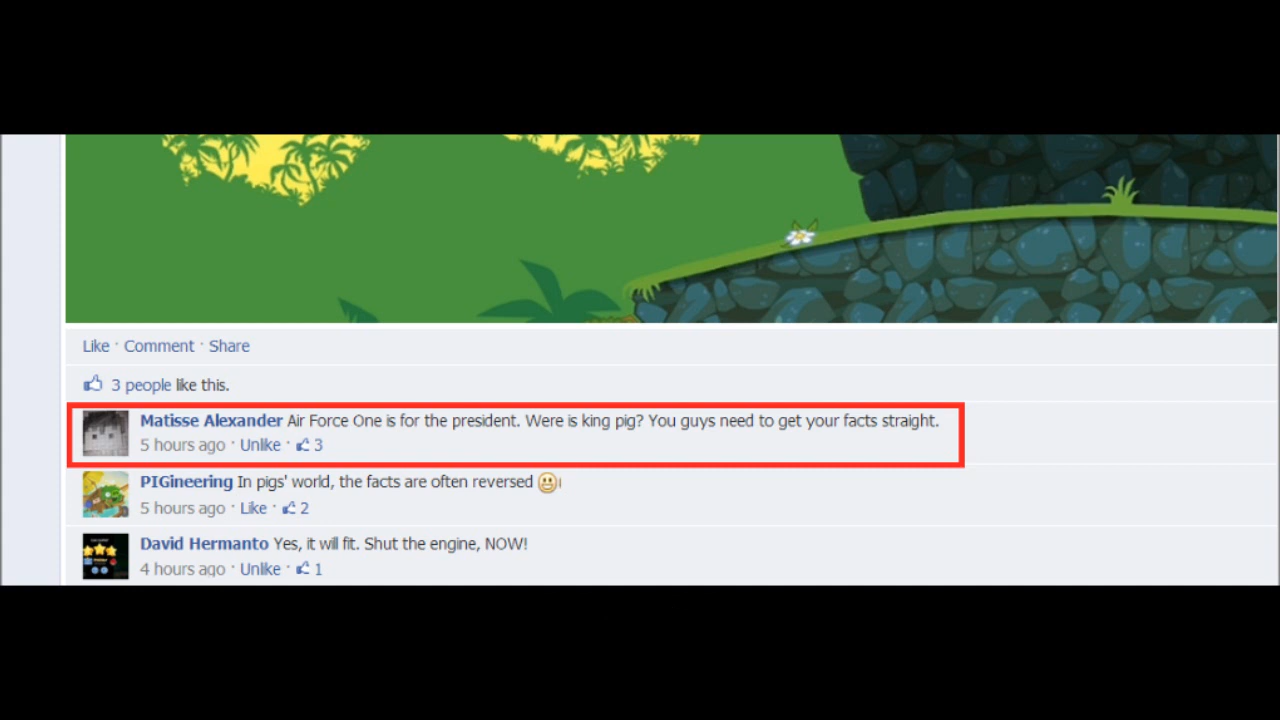 Like · Comment · Share
3 people like this.
Matisse Alexander Air Force One is for the president. Were is king pig? You guys need to get your facts straight.
5 hours ago · Unlike · 3
PIGineering In pigs' world, the facts are often reversed
5 hours ago · Like · 2
David Hermanto Yes, it will fit. Shut the engine, NOW!
4 hours ago · Unlike · 1